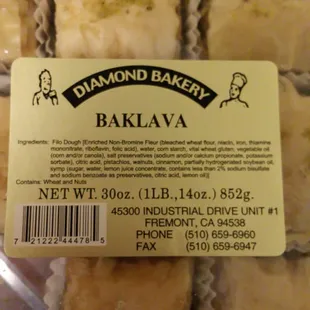 DIAMOND BAKERY
BAKLAVA
Ingredients: Filo Dough [Enriched Non-Bromine Flour (bleached wheat flour, niacin, iron, thiamine
mononitrate, riboflavin, folic acid), water, corn starch, vital wheat gluten, vegetable oil
(corn and/or canola), salt preservatives (sodium and/or calcium propionate, potassium
sorbate), citric acid, pistachios, walnuts, cinnamon, partially hydrogenated soybean oil,
syrup (sugar, water, lemon juice concentrate, contains less than 2% sodium bisulfate
and sodium benzoate as preservatives, citric acid, and lemon oil)]
Contains: Wheat and Nuts
NET WT. 30oz. (1LB.,14oz.) 852g.
45300 INDUSTRIAL DRIVE UNIT #1
FREMONT, CA 94538
PHONE (510) 659-6960
FAX (510) 659-6947
7 21222 44478 5